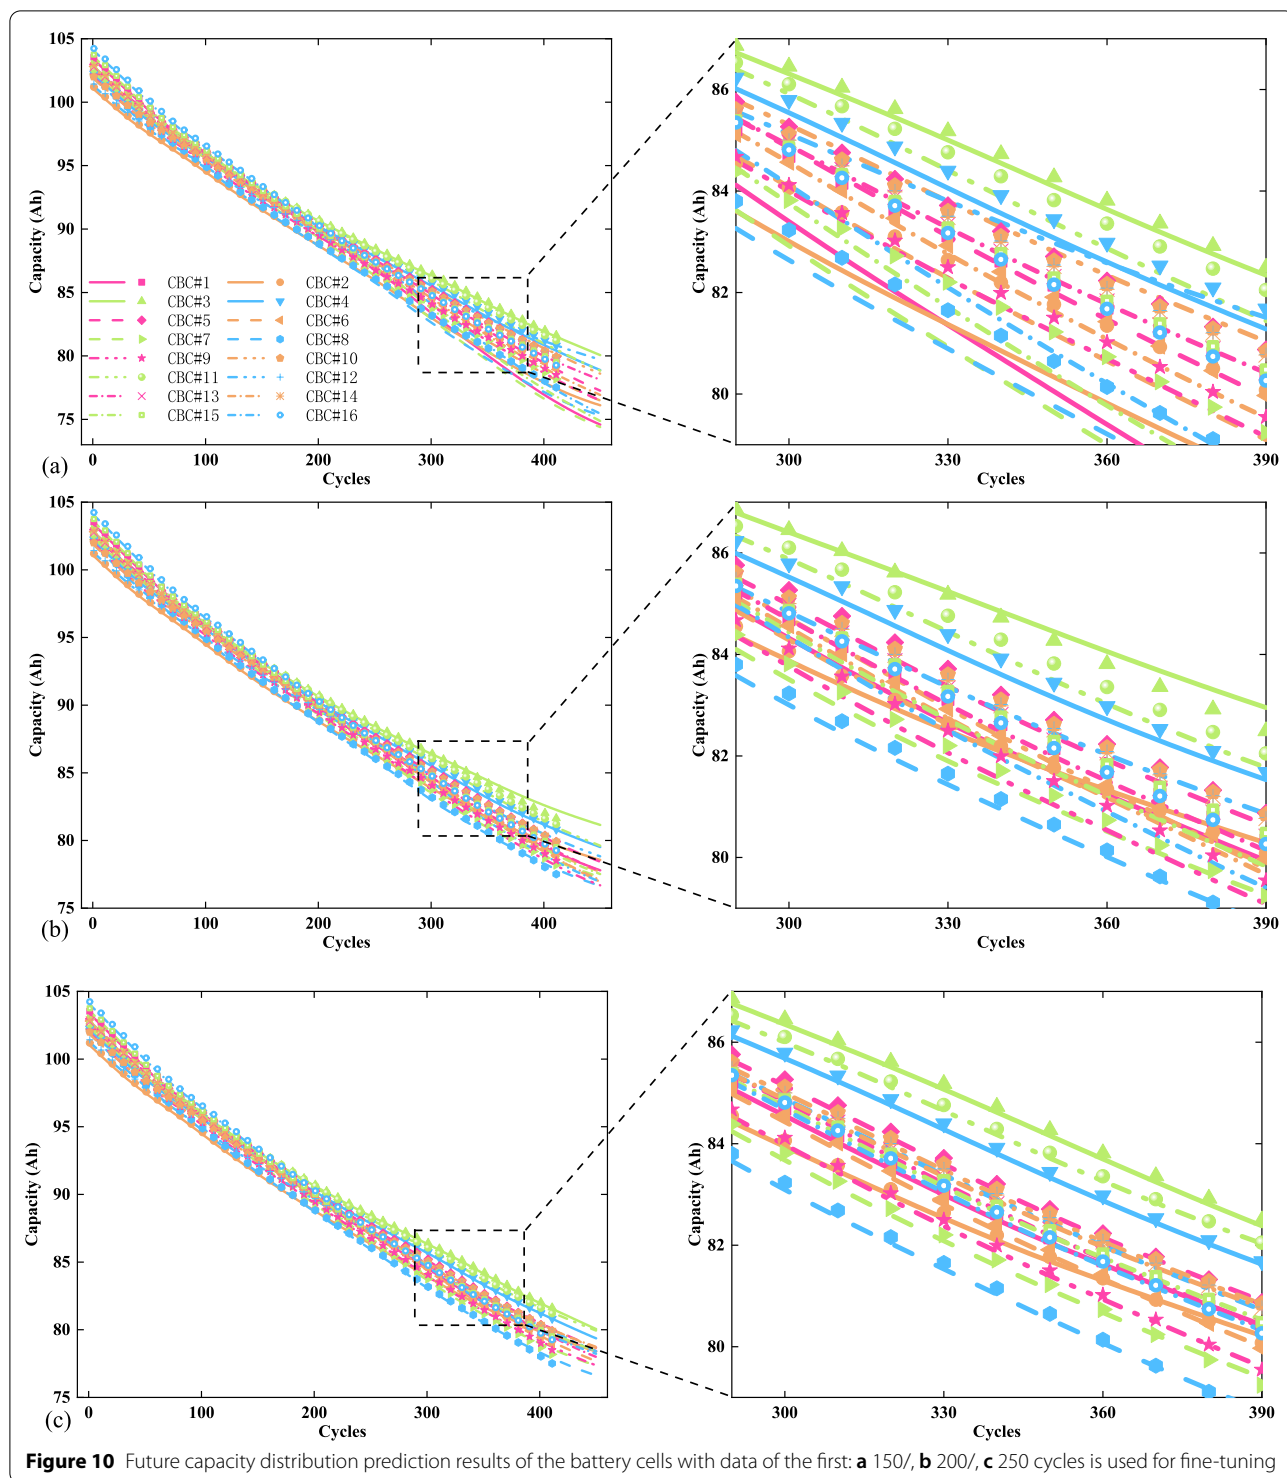 105
100
95
90
85
80
75
Capacity (Ah)
CBC#1 CBC#2
CBC#3 CBC#4
CBC#5 CBC#6
CBC#7 CBC#8
CBC#9 CBC#10
CBC#11 CBC#12
CBC#13 CBC#14
CBC#15 CBC#16
0 100 200 300 400
Cycles
(a)
86
84
82
80
Capacity (Ah)
300 330 360 390
Cycles
105
100
95
90
85
80
75
Capacity (Ah)
0 100 200 300 400
Cycles
(b)
86
84
82
80
Capacity (Ah)
300 330 360 390
Cycles
105
100
95
90
85
80
75
Capacity (Ah)
0 100 200 300 400
Cycles
(c)
86
84
82
80
Capacity (Ah)
300 330 360 390
Cycles
Figure 10 Future capacity distribution prediction results of the battery cells with data of the first: a 150/, b 200/, c 250 cycles is used for fine-tuning